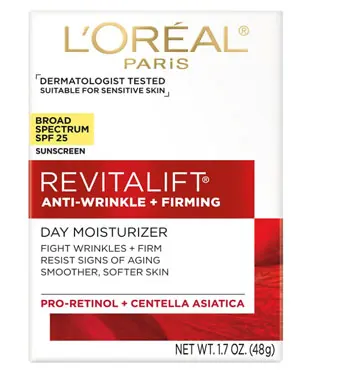 L'ORÉAL®
PARIS
DERMATOLOGIST TESTED
SUITABLE FOR SENSITIVE SKIN
BROAD
SPECTRUM
SPF 25
SUNSCREEN
REVITALIFT®
ANTI-WRINKLE + FIRMING
DAY MOISTURIZER
FIGHT WRINKLES + FIRM
RESIST SIGNS OF AGING
SMOOTHER, SOFTER SKIN
PRO-RETINOL + CENTELLA ASIATICA
NET WT. 1.7 OZ. (48g)